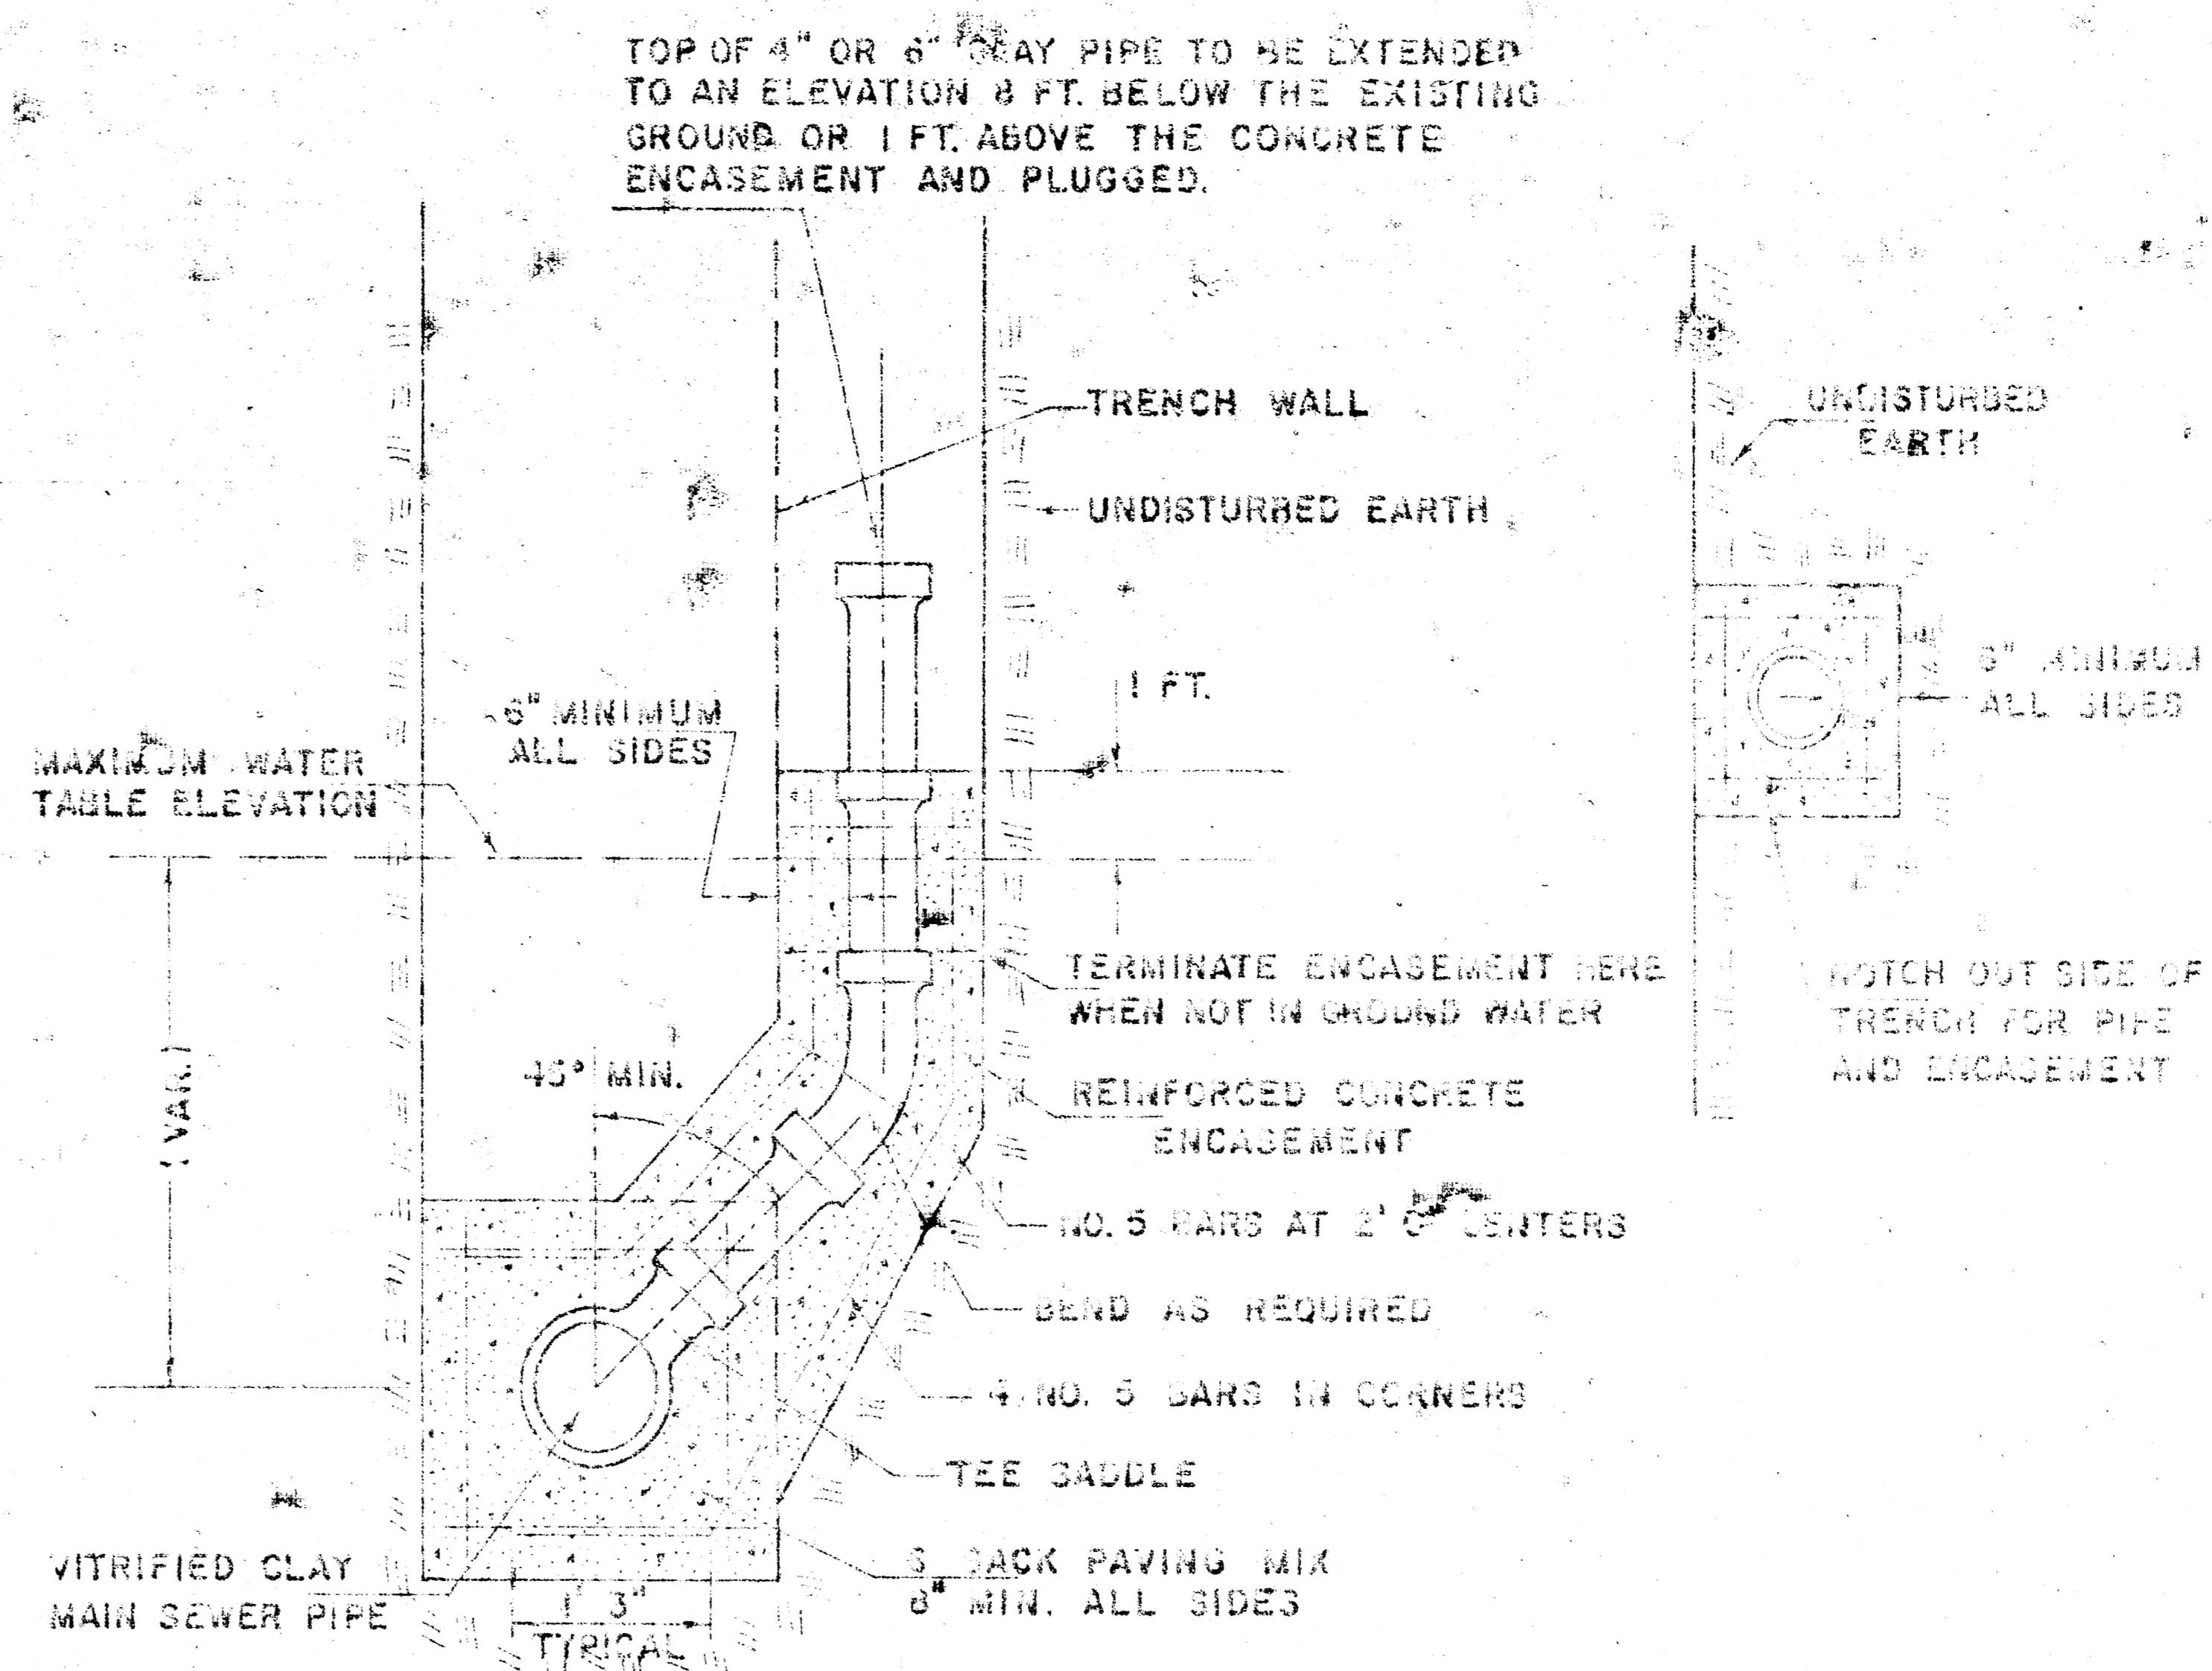 TOP OF 4" OR 6" CLAY PIPE TO BE EXTENDED
TO AN ELEVATION 8 FT. BELOW THE EXISTING
GROUND OR 1 FT. ABOVE THE CONCRETE
ENCASEMENT AND PLUGGED.
TRENCH WALL
UNDISTURBED
EARTH
UNDISTURBED EARTH
1 FT.
6" MINIMUM
ALL SIDES
6" MINIMUM
ALL SIDES
MAXIMUM WATER
TABLE ELEVATION
TERMINATE ENCASEMENT HERE
WHEN NOT IN GROUND WATER
NOTCH OUT SIDE OF
TRENCH FOR PIPE
AND ENCASEMENT
45° MIN.
(VAR.)
REINFORCED CONCRETE
ENCASEMENT
NO. 5 BARS AT 2' CENTERS
BEND AS REQUIRED
4 NO. 5 BARS IN CORNERS
TEE SADDLE
VITRIFIED CLAY
MAIN SEWER PIPE
6 SACK PAVING MIX
8" MIN. ALL SIDES
1' 3"
TYPICAL